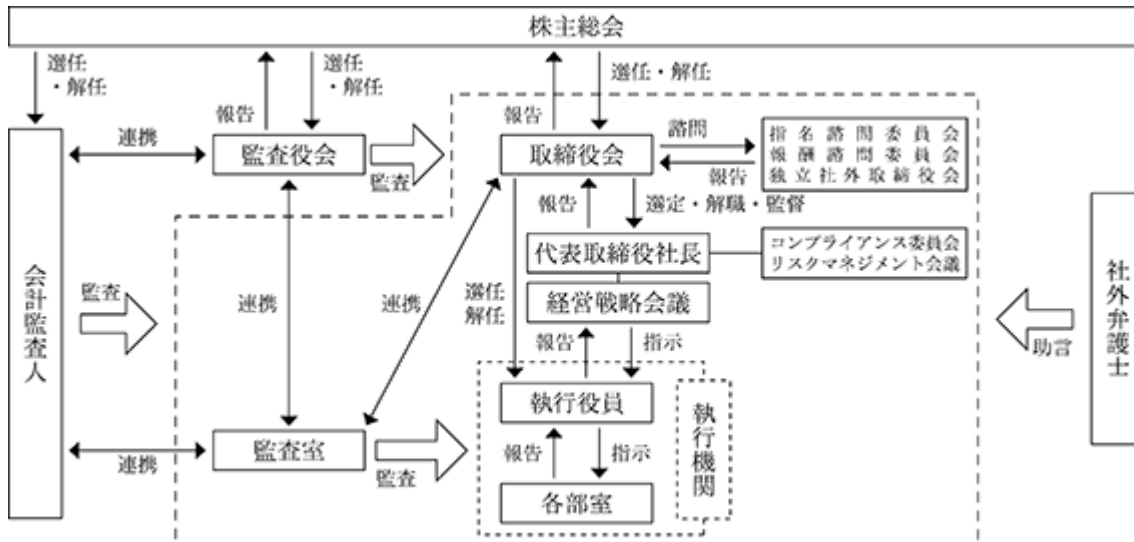 株主総会
選任
・解任
報告
選任
・解任
報告
選任・解任
連携
監査役会
監査
取締役会
諮問
報告
指名諮問委員会
報酬諮問委員会
独立社外取締役会
報告
選定・解職・監督
代表取締役社長
コンプライアンス委員会
リスクマネジメント会議
経営戦略会議
会計監査人
監査
連携
連携
選任
解任
報告
指示
社外弁護士
助言
執行役員
執行機関
連携
監査室
監査
報告
指示
各部室